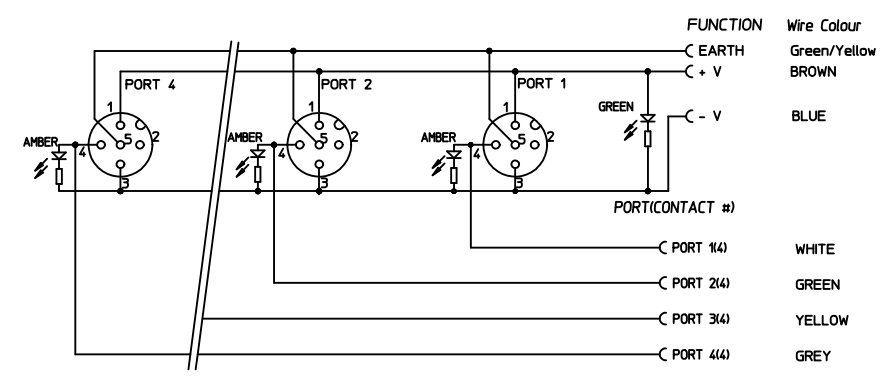 FUNCTION Wire Colour
EARTH Green/Yellow
+ V BROWN
PORT 4 PORT 2 PORT 1
1 1 1
GREEN
- V BLUE
AMBER 4 5 2 AMBER 4 5 2 AMBER 4 5 2
3 3 3
PORT(CONTACT #)
PORT 1(4) WHITE
PORT 2(4) GREEN
PORT 3(4) YELLOW
PORT 4(4) GREY